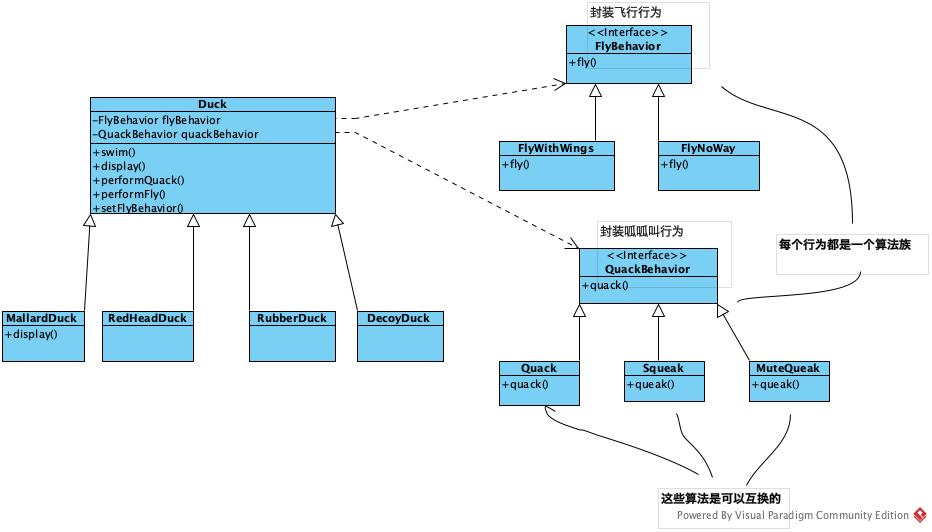 封装飞行行为
<<Interface>>
FlyBehavior
+fly()
Duck
-FlyBehavior flyBehavior
-QuackBehavior quackBehavior
+swim()
+display()
+performQuack()
+performFly()
+setFlyBehavior()
FlyWithWings
+fly()
FlyNoWay
+fly()
封装呱呱叫行为
<<Interface>>
QuackBehavior
+quack()
每个行为都是一个算法族
MallardDuck
+display()
RedHeadDuck
RubberDuck
DecoyDuck
Quack
+quack()
Squeak
+queak()
MuteQueak
+queak()
这些算法是可以互换的
Powered By Visual Paradigm Community Edition